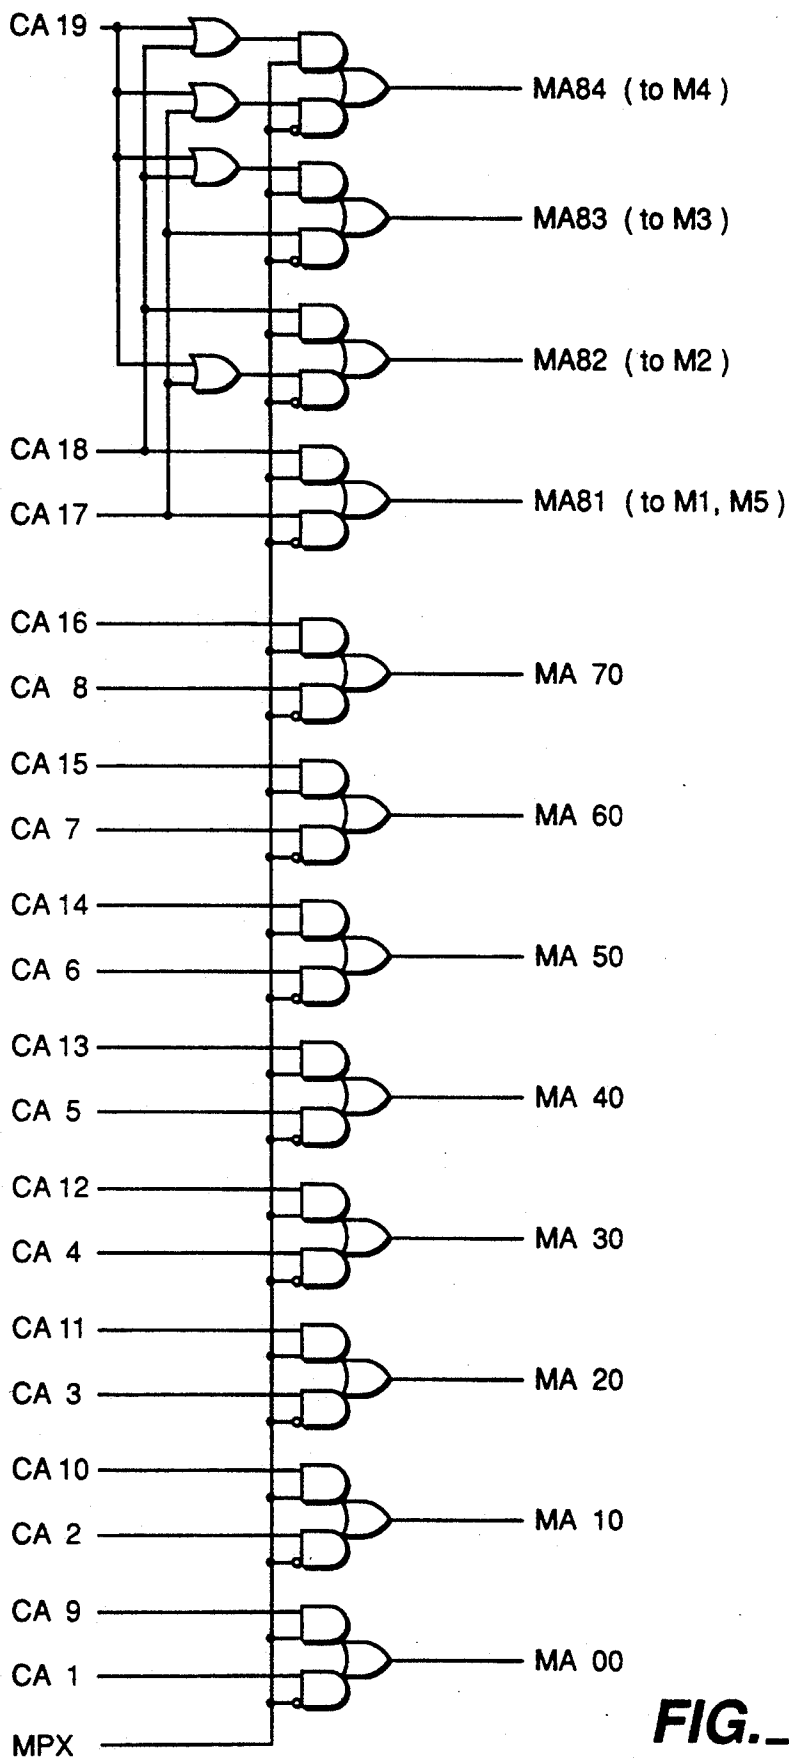 CA 19
MA84 ( to M4 )
MA83 ( to M3 )
MA82 ( to M2 )
CA 18
MA81 ( to M1, M5 )
CA 17
CA 16
MA 70
CA 8
CA 15
MA 60
CA 7
CA 14
MA 50
CA 6
CA 13
MA 40
CA 5
CA 12
MA 30
CA 4
CA 11
MA 20
CA 3
CA 10
MA 10
CA 2
CA 9
MA 00
CA 1
FIG._
MPX